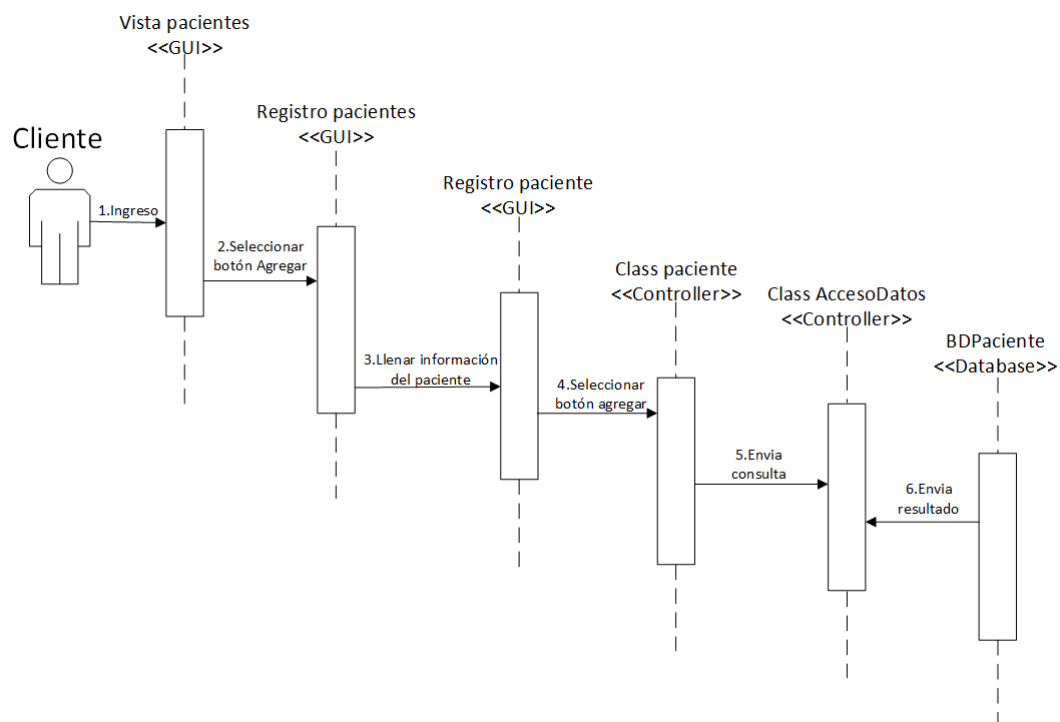 Vista pacientes
<<GUI>>
Registro pacientes
<<GUI>>
Cliente
Registro paciente
<<GUI>>
1.Ingreso
2.Seleccionar
botón Agregar
Class paciente
<<Controller>>
Class AccesoDatos
<<Controller>>
BDPaciente
<<Database>>
3.Llenar información
del paciente
4.Seleccionar
botón agregar
5.Envia
consulta
6.Envia
resultado